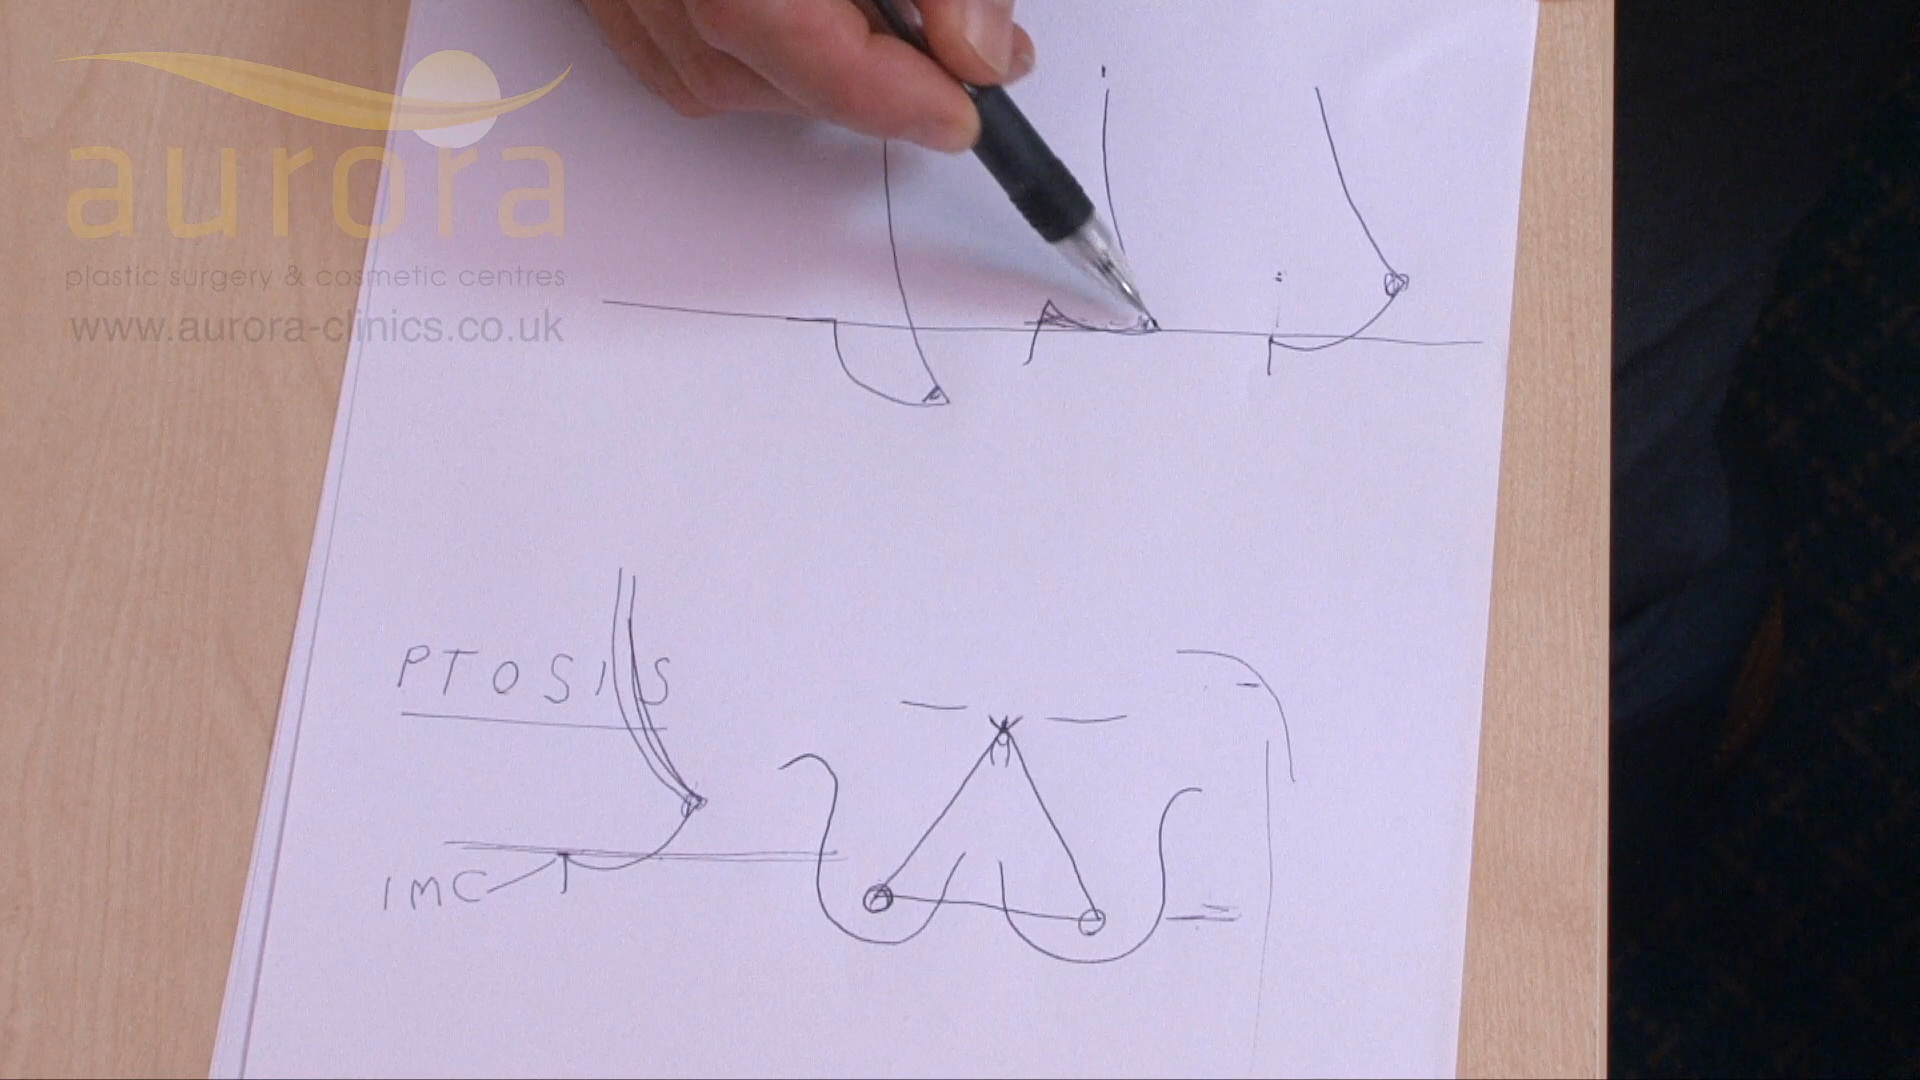 aurora
plastic surgery & cosmetic centres
www.aurora-clinics.co.uk
PTOSIS
IMC